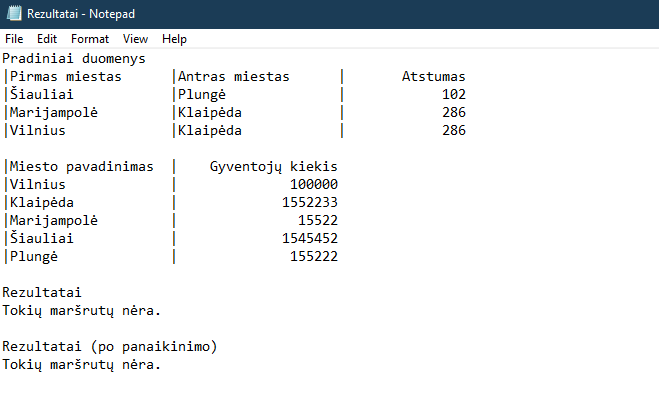 Rezultatai - Notepad
File Edit Format View Help
Pradiniai duomenys
|Pirmas miestas |Antras miestas | Atstumas
|Šiauliai |Plungė | 102
|Marijampolė |Klaipėda | 286
|Vilnius |Klaipėda | 286
|Miesto pavadinimas | Gyventojų kiekis
|Vilnius | 100000
|Klaipėda | 1552233
|Marijampolė | 15522
|Šiauliai | 1545452
|Plungė | 155222
Rezultatai
Tokių maršrutų nėra.
Rezultatai (po panaikinimo)
Tokių maršrutų nėra.